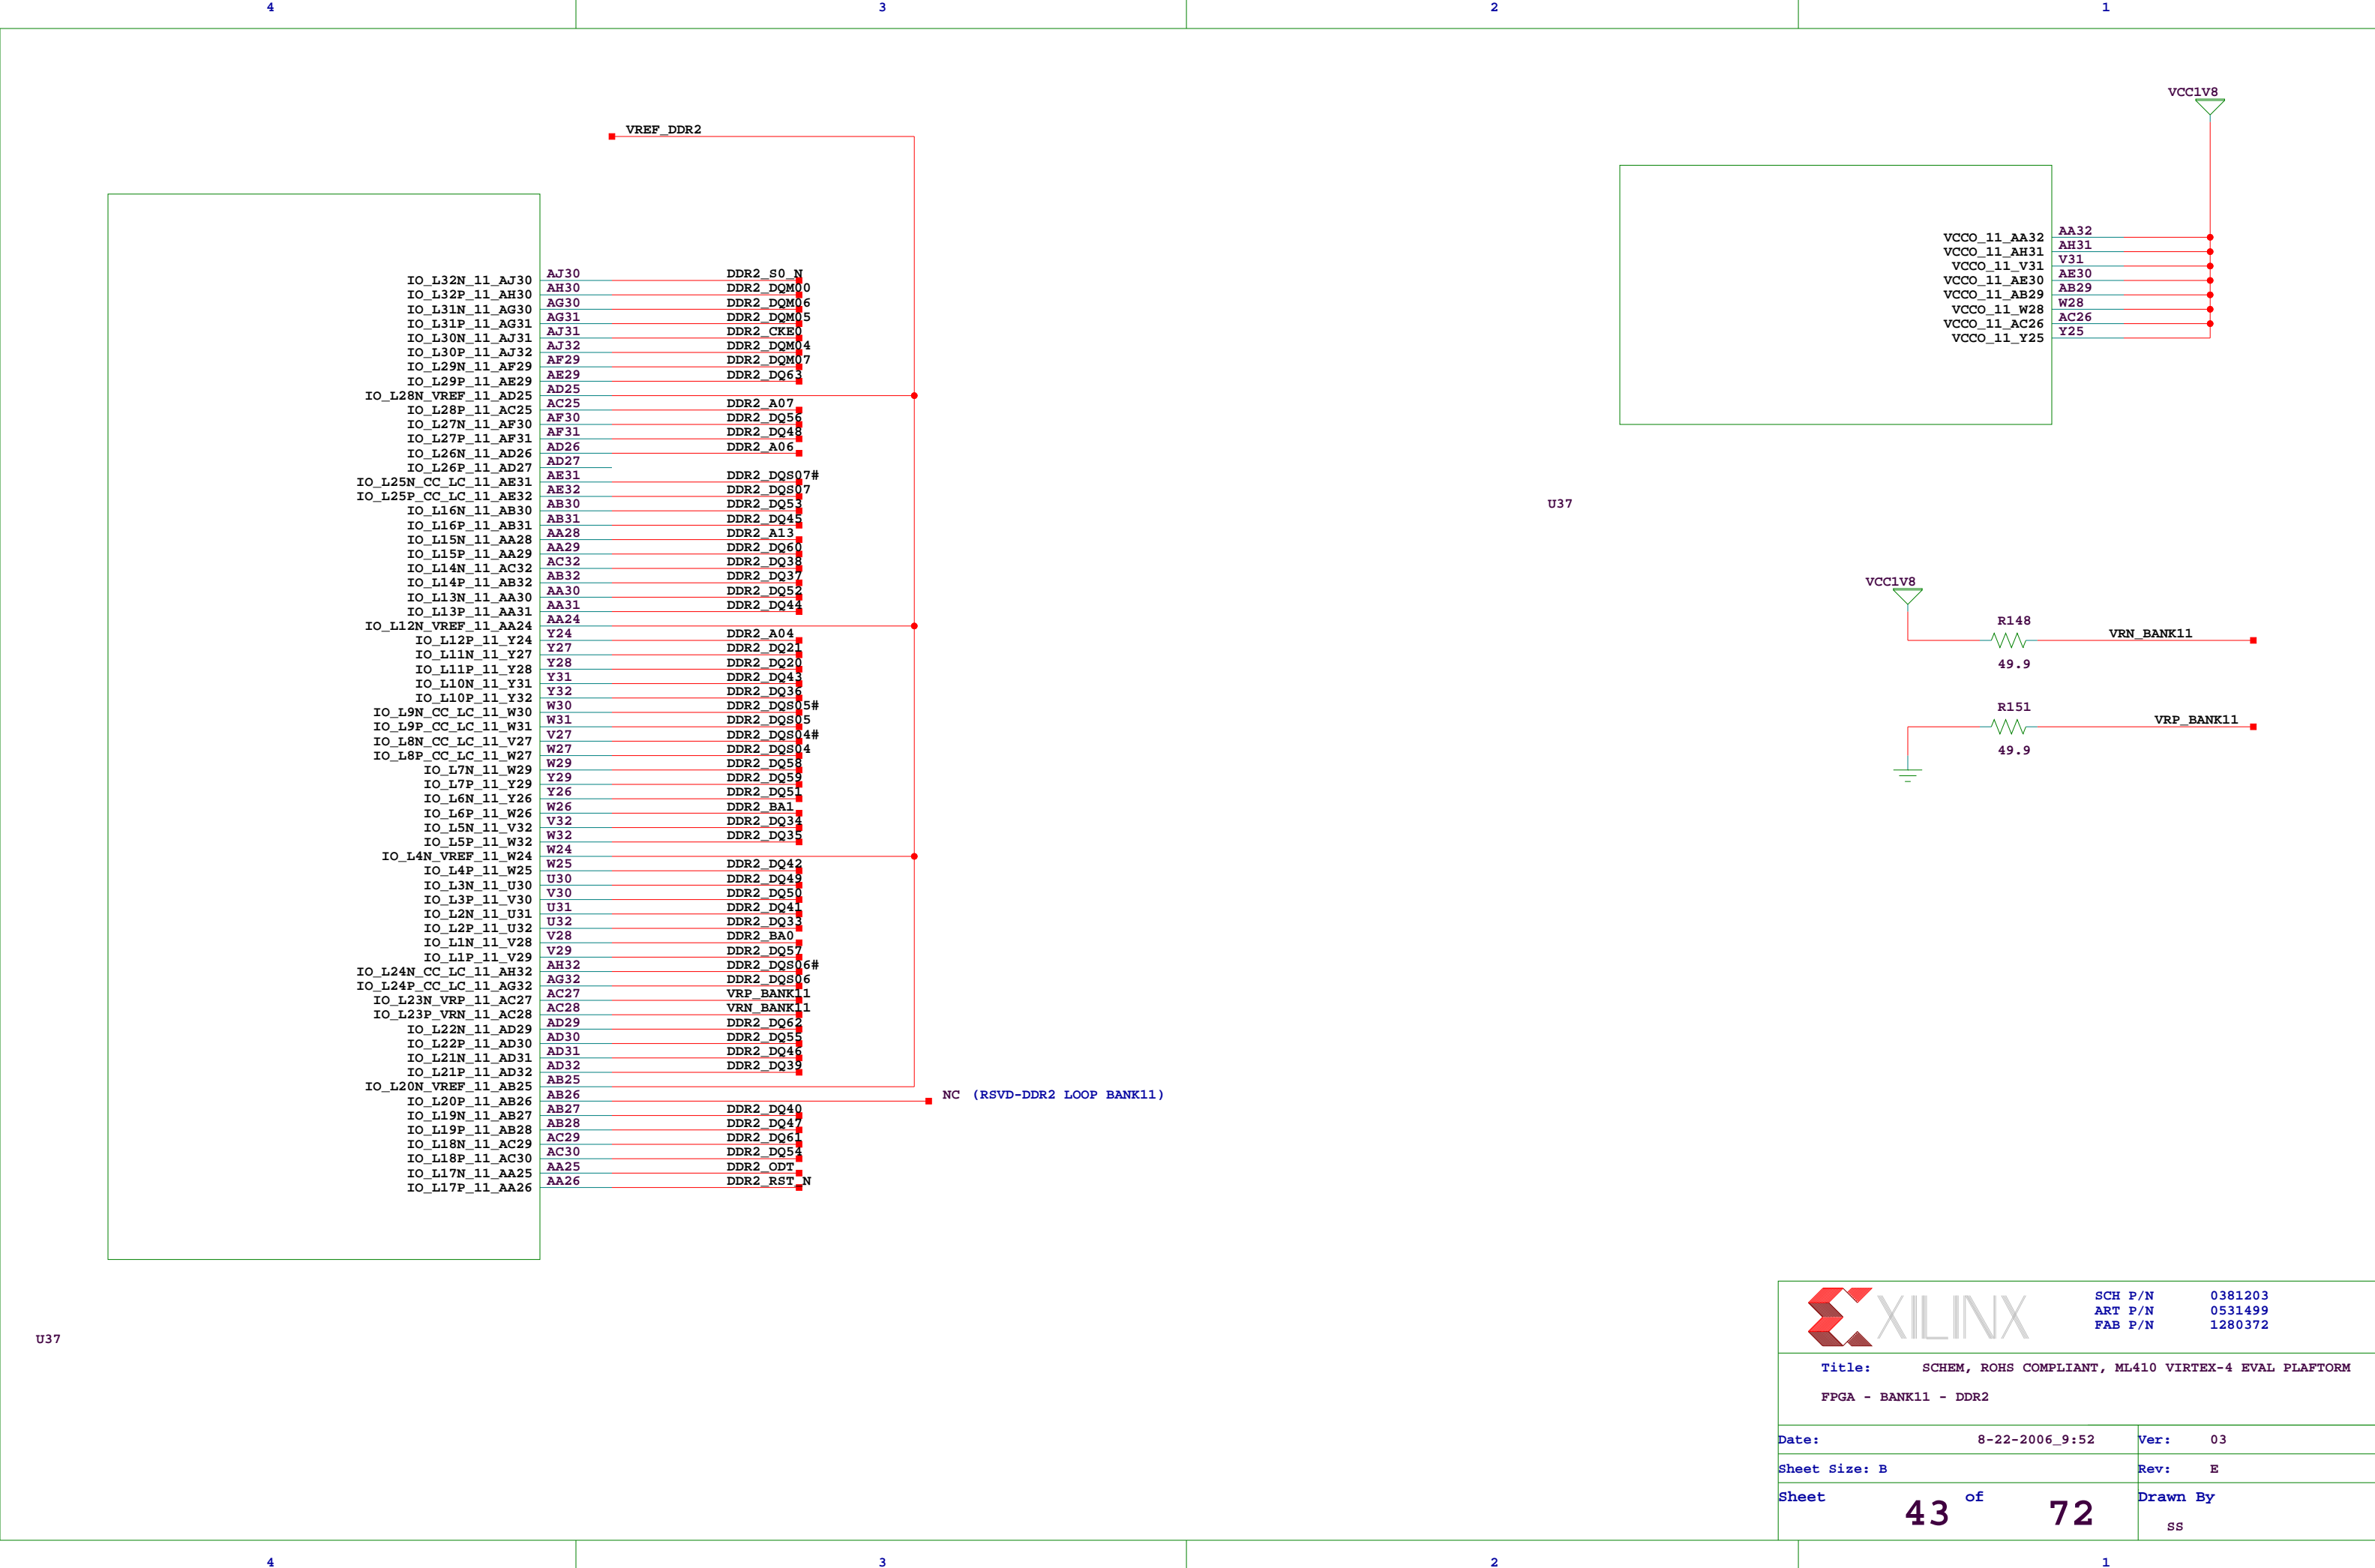 4 3 2 1
VCC1V8
VREF_DDR2
IO_L32N_11_AJ30 AJ30 DDR2_S0_N
IO_L32P_11_AH30 AH30 DDR2_DQM00
IO_L31N_11_AG30 AG30 DDR2_DQM06
IO_L31P_11_AG31 AG31 DDR2_DQM05
IO_L30N_11_AJ31 AJ31 DDR2_CKE0
IO_L30P_11_AJ32 AJ32 DDR2_DQM04
IO_L29N_11_AF29 AF29 DDR2_DQM07
IO_L29P_11_AE29 AE29 DDR2_DQ63
IO_L28N_VREF_11_AD25 AD25
IO_L28P_11_AC25 AC25 DDR2_A07
IO_L27N_11_AF30 AF30 DDR2_DQ56
IO_L27P_11_AF31 AF31 DDR2_DQ48
IO_L26N_11_AD26 AD26 DDR2_A06
IO_L26P_11_AD27 AD27
IO_L25N_CC_LC_11_AE31 AE31 DDR2_DQS07#
IO_L25P_CC_LC_11_AE32 AE32 DDR2_DQS07
IO_L16N_11_AB30 AB30 DDR2_DQ53
IO_L16P_11_AB31 AB31 DDR2_DQ45
IO_L15N_11_AA28 AA28 DDR2_A13
IO_L15P_11_AA29 AA29 DDR2_DQ60
IO_L14N_11_AC32 AC32 DDR2_DQ38
IO_L14P_11_AB32 AB32 DDR2_DQ37
IO_L13N_11_AA30 AA30 DDR2_DQ52
IO_L13P_11_AA31 AA31 DDR2_DQ44
IO_L12N_VREF_11_AA24 AA24
IO_L12P_11_Y24 Y24 DDR2_A04
IO_L11N_11_Y27 Y27 DDR2_DQ21
IO_L11P_11_Y28 Y28 DDR2_DQ20
IO_L10N_11_Y31 Y31 DDR2_DQ43
IO_L10P_11_Y32 Y32 DDR2_DQ36
IO_L9N_CC_LC_11_W30 W30 DDR2_DQS05#
IO_L9P_CC_LC_11_W31 W31 DDR2_DQS05
IO_L8N_CC_LC_11_V27 V27 DDR2_DQS04#
IO_L8P_CC_LC_11_W27 W27 DDR2_DQS04
IO_L7N_11_W29 W29 DDR2_DQ58
IO_L7P_11_Y29 Y29 DDR2_DQ59
IO_L6N_11_Y26 Y26 DDR2_DQ51
IO_L6P_11_W26 W26 DDR2_BA1
IO_L5N_11_V32 V32 DDR2_DQ34
IO_L5P_11_W32 W32 DDR2_DQ35
IO_L4N_VREF_11_W24 W24
IO_L4P_11_W25 W25 DDR2_DQ42
IO_L3N_11_U30 U30 DDR2_DQ49
IO_L3P_11_V30 V30 DDR2_DQ50
IO_L2N_11_U31 U31 DDR2_DQ41
IO_L2P_11_U32 U32 DDR2_DQ33
IO_L1N_11_V28 V28 DDR2_BA0
IO_L1P_11_V29 V29 DDR2_DQ57
IO_L24N_CC_LC_11_AH32 AH32 DDR2_DQS06#
IO_L24P_CC_LC_11_AG32 AG32 DDR2_DQS06
IO_L23N_VRP_11_AC27 AC27 VRP_BANK11
IO_L23P_VRN_11_AC28 AC28 VRN_BANK11
IO_L22N_11_AD29 AD29 DDR2_DQ62
IO_L22P_11_AD30 AD30 DDR2_DQ55
IO_L21N_11_AD31 AD31 DDR2_DQ46
IO_L21P_11_AD32 AD32 DDR2_DQ39
IO_L20N_VREF_11_AB25 AB25
IO_L20P_11_AB26 AB26 NC (RSVD-DDR2 LOOP BANK11)
IO_L19N_11_AB27 AB27 DDR2_DQ40
IO_L19P_11_AB28 AB28 DDR2_DQ47
IO_L18N_11_AC29 AC29 DDR2_DQ61
IO_L18P_11_AC30 AC30 DDR2_DQ54
IO_L17N_11_AA25 AA25 DDR2_ODT
IO_L17P_11_AA26 AA26 DDR2_RST_N
U37
VCCO_11_AA32 AA32
VCCO_11_AH31 AH31
VCCO_11_V31 V31
VCCO_11_AE30 AE30
VCCO_11_AB29 AB29
VCCO_11_W28 W28
VCCO_11_AC26 AC26
VCCO_11_Y25 Y25
U37
VCC1V8
R148 VRN_BANK11
49.9
R151 VRP_BANK11
49.9
XILINX
SCH P/N 0381203
ART P/N 0531499
FAB P/N 1280372
Title: SCHEM, ROHS COMPLIANT, ML410 VIRTEX-4 EVAL PLAFTORM
FPGA - BANK11 - DDR2
Date: 8-22-2006_9:52 Ver: 03
Sheet Size: B Rev: E
Sheet 43 of 72 Drawn By
SS
4 3 2 1